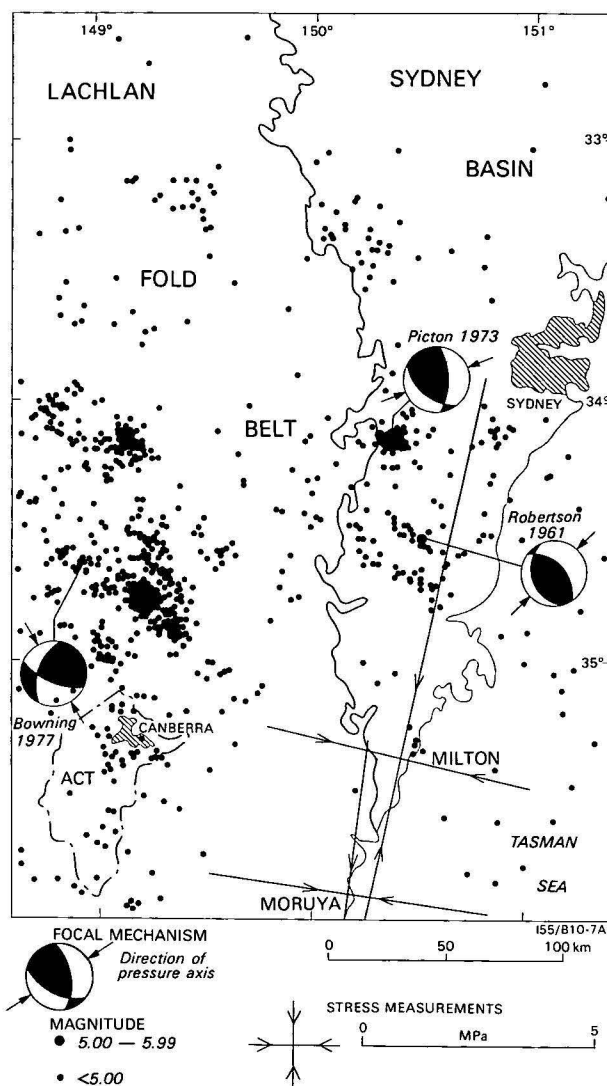 149° 150° 151°
LACHLAN
SYDNEY
33°
BASIN
FOLD
Picton 1973
SYDNEY
34°
BELT
Robertson
1961
35°
Bowning
1977
CANBERRA
ACT
MILTON
TASMAN
SEA
MORUYA
I55/B10-7A
FOCAL MECHANISM
Direction of
pressure axis
0 50 100 km
MAGNITUDE
5.00 — 5.99
<5.00
STRESS MEASUREMENTS
0 5
MPa